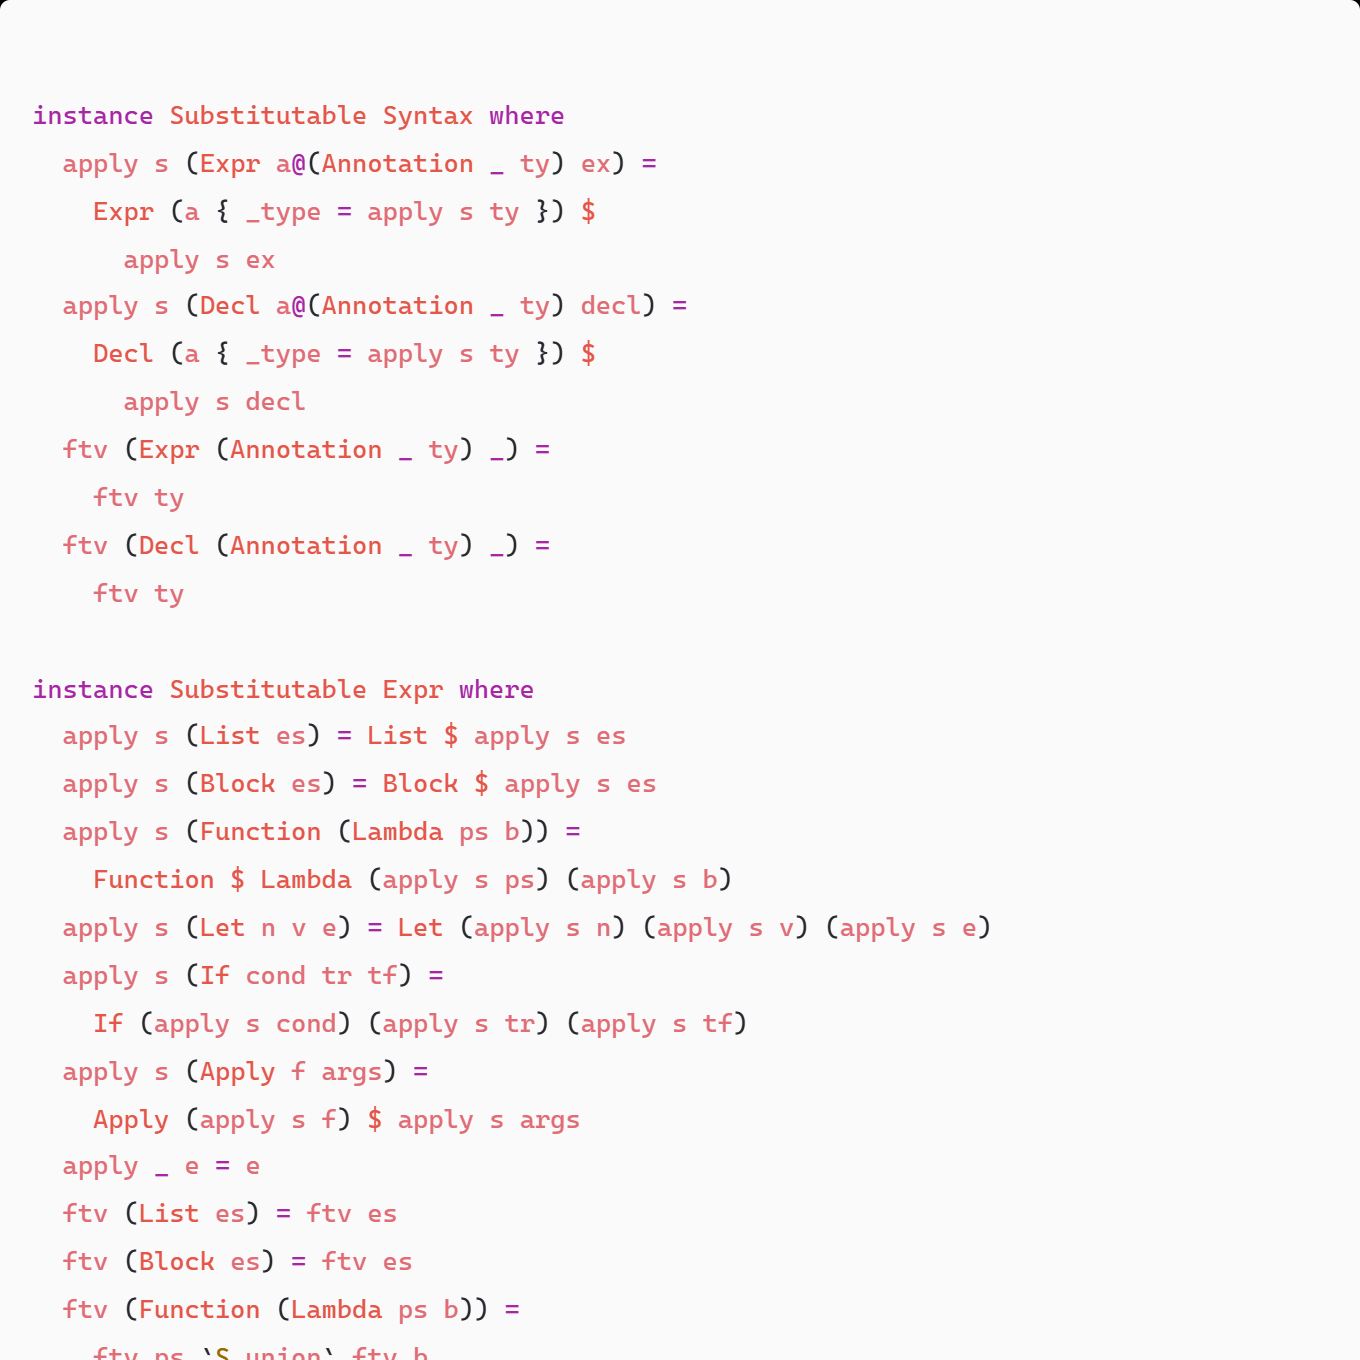 instance Substitutable Syntax where
  apply s (Expr a@(Annotation _ ty) ex) =
    Expr (a { _type = apply s ty }) $
      apply s ex
  apply s (Decl a@(Annotation _ ty) decl) =
    Decl (a { _type = apply s ty }) $
      apply s decl
  ftv (Expr (Annotation _ ty) _) =
    ftv ty
  ftv (Decl (Annotation _ ty) _) =
    ftv ty

instance Substitutable Expr where
  apply s (List es) = List $ apply s es
  apply s (Block es) = Block $ apply s es
  apply s (Function (Lambda ps b)) =
    Function $ Lambda (apply s ps) (apply s b)
  apply s (Let n v e) = Let (apply s n) (apply s v) (apply s e)
  apply s (If cond tr tf) =
    If (apply s cond) (apply s tr) (apply s tf)
  apply s (Apply f args) =
    Apply (apply s f) $ apply s args
  apply _ e = e
  ftv (List es) = ftv es
  ftv (Block es) = ftv es
  ftv (Function (Lambda ps b)) =
    ftv ps `S.union` ftv b